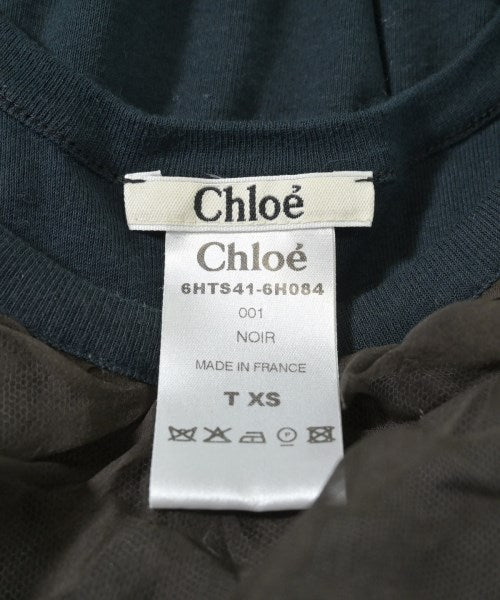 Chloé
Chloé
6HTS41-6H084
001
NOIR
MADE IN FRANCE
T XS